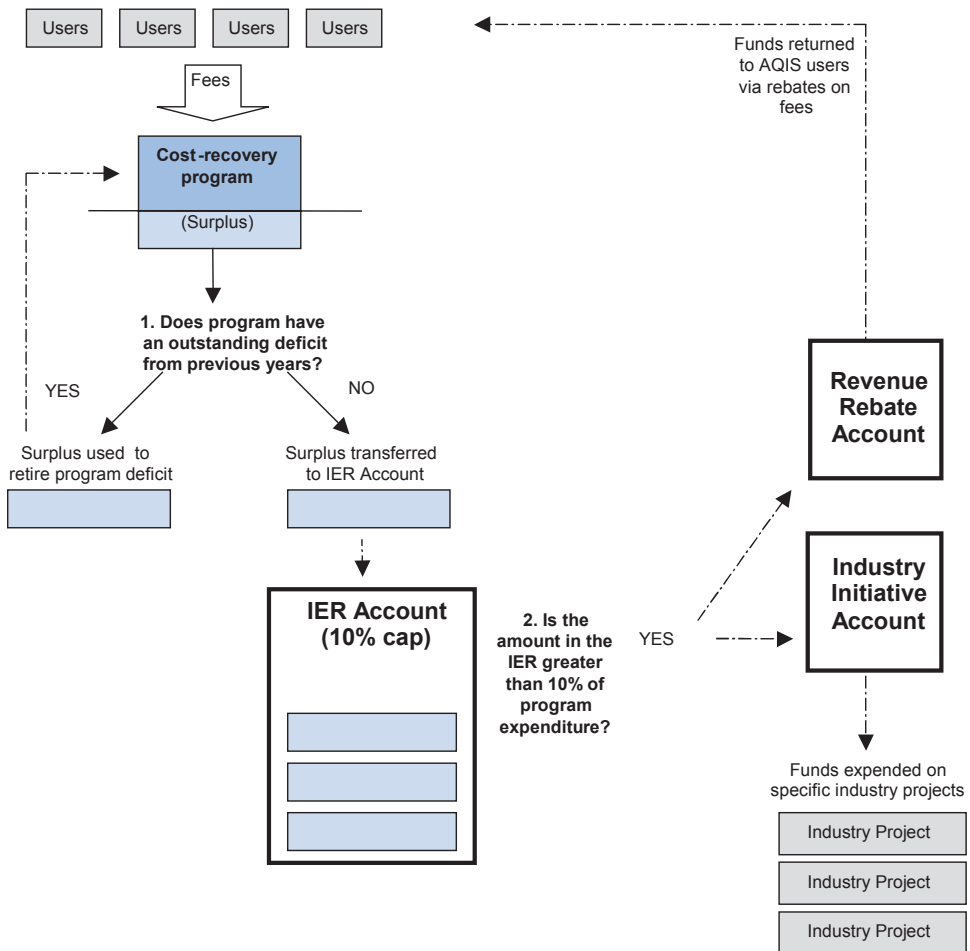 Users
Users
Users
Users
Fees
Funds returned
to AQIS users
via rebates on
fees
Cost-recovery
program
(Surplus)
1. Does program have
an outstanding deficit
from previous years?
YES
NO
Surplus used to
retire program deficit
Surplus transferred
to IER Account
Revenue
Rebate
Account
IER Account
(10% cap)
2. Is the
amount in the
IER greater
than 10% of
program
expenditure?
YES
Industry
Initiative
Account
Funds expended on
specific industry projects
Industry Project
Industry Project
Industry Project